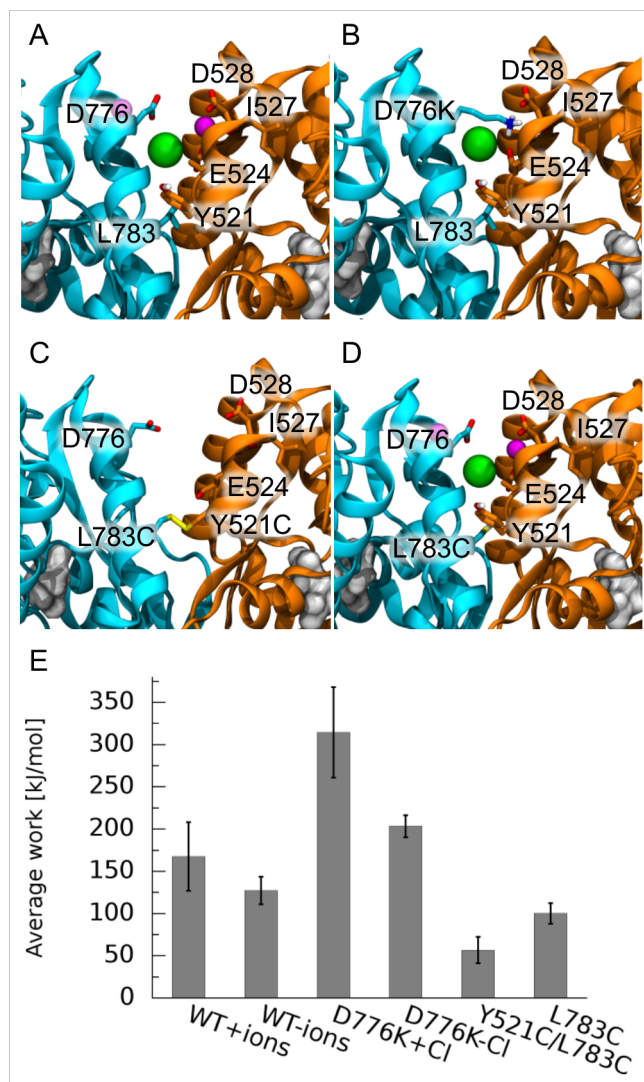 A
D528
D776
I527
E524
Y521
L783
B
D528
D776K
I527
E524
Y521
L783
C
D528
D776
I527
E524
L783C
Y521C
D
D528
D776
I527
E524
Y521
L783C
E
Average work [kJ/mol]
350
300
250
200
150
100
50
0
WT+ions
WT-ions
D776K+Cl
D776K-Cl
Y521C/L783C
L783C